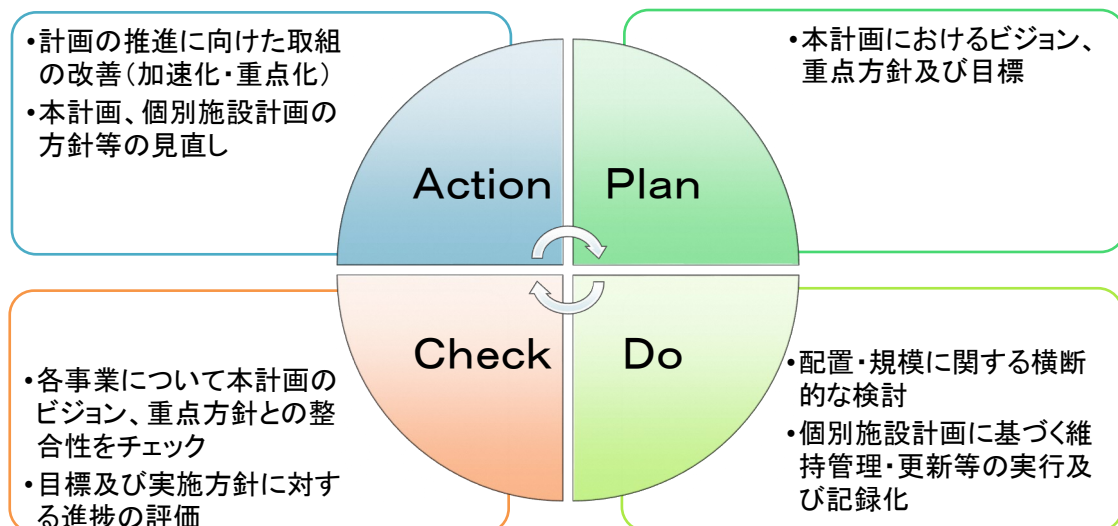 ・計画の推進に向けた取組
の改善(加速化・重点化)
・本計画、個別施設計画の
方針等の見直し
・本計画におけるビジョン、
重点方針及び目標
Action
Plan
Check
Do
・各事業について本計画の
ビジョン、重点方針との整
合性をチェック
・目標及び実施方針に対す
る進捗の評価
・配置・規模に関する横断
的な検討
・個別施設計画に基づく維
持管理・更新等の実行及
び記録化